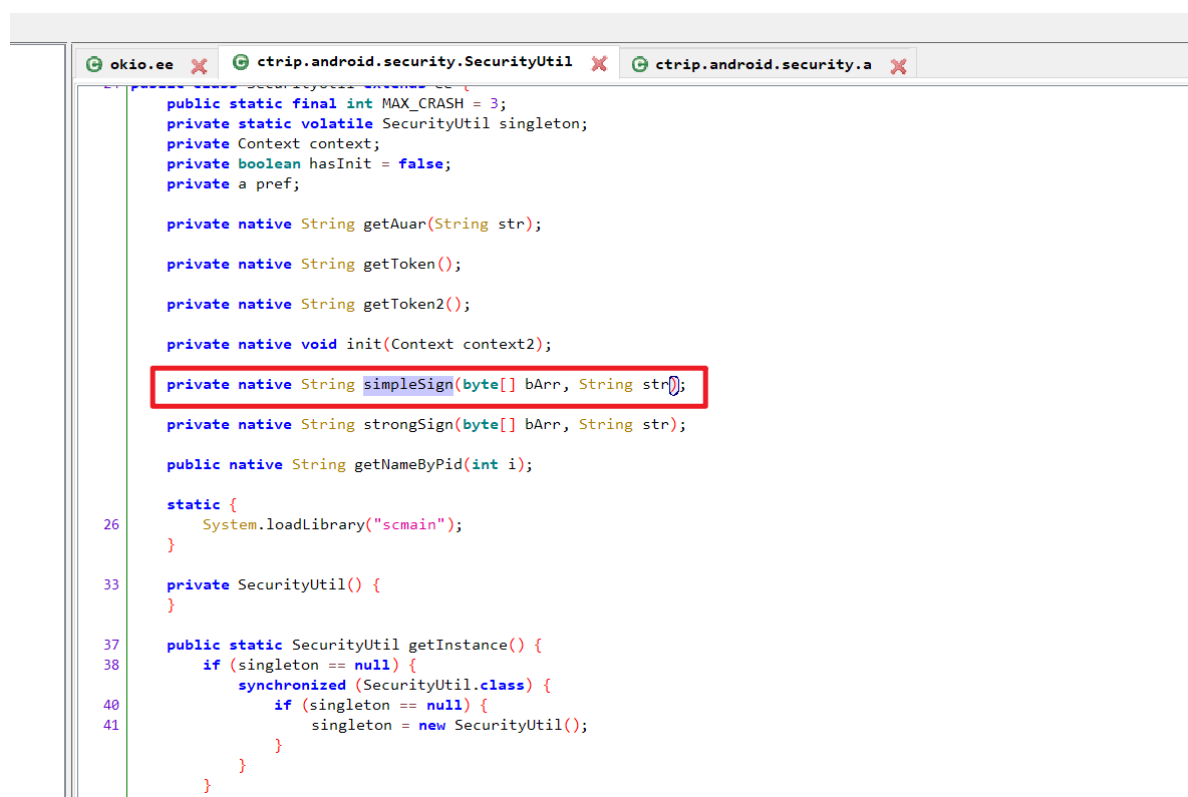 okio.ee ctrip.android.security.SecurityUtil ctrip.android.security.a
public class SecurityUtil extends ee {
public static final int MAX_CRASH = 3;
private static volatile SecurityUtil singleton;
private Context context;
private boolean hasInit = false;
private a pref;
private native String getAuar(String str);
private native String getToken();
private native String getToken2();
private native void init(Context context2);
private native String simpleSign(byte[] bArr, String str);
private native String strongSign(byte[] bArr, String str);
public native String getNameByPid(int i);
static {
26 System.loadLibrary("scmain");
}
33 private SecurityUtil() {
}
37 public static SecurityUtil getInstance() {
38 if (singleton == null) {
synchronized (SecurityUtil.class) {
40 if (singleton == null) {
41 singleton = new SecurityUtil();
}
}
}